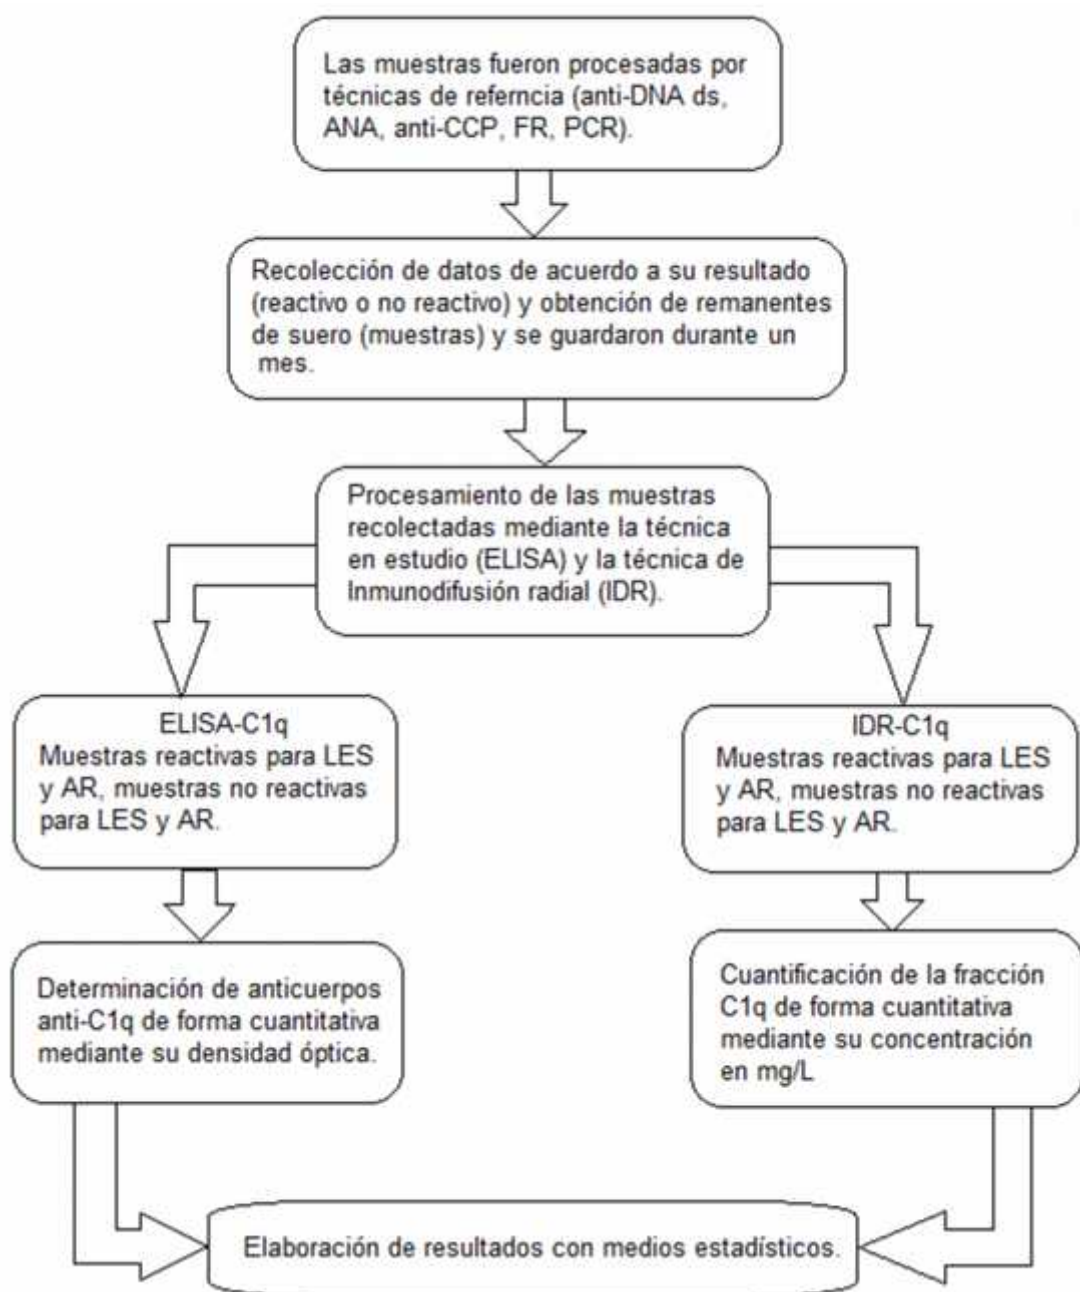 Las muestras fueron procesadas por
técnicas de referncia (anti-DNA ds,
ANA, anti-CCP, FR, PCR).
Recolección de datos de acuerdo a su resultado
(reactivo o no reactivo) y obtención de remanentes
de suero (muestras) y se guardaron durante un
mes.
Procesamiento de las muestras
recolectadas mediante la técnica
en estudio (ELISA) y la técnica de
Inmunodifusión radial (IDR).
ELISA-C1q
Muestras reactivas para LES
y AR, muestras no reactivas
para LES y AR.
IDR-C1q
Muestras reactivas para LES
y AR, muestras no reactivas
para LES y AR.
Determinación de anticuerpos
anti-C1q de forma cuantitativa
mediante su densidad óptica.
Cuantificación de la fracción
C1q de forma cuantitativa
mediante su concentración
en mg/L
Elaboración de resultados con medios estadísticos.